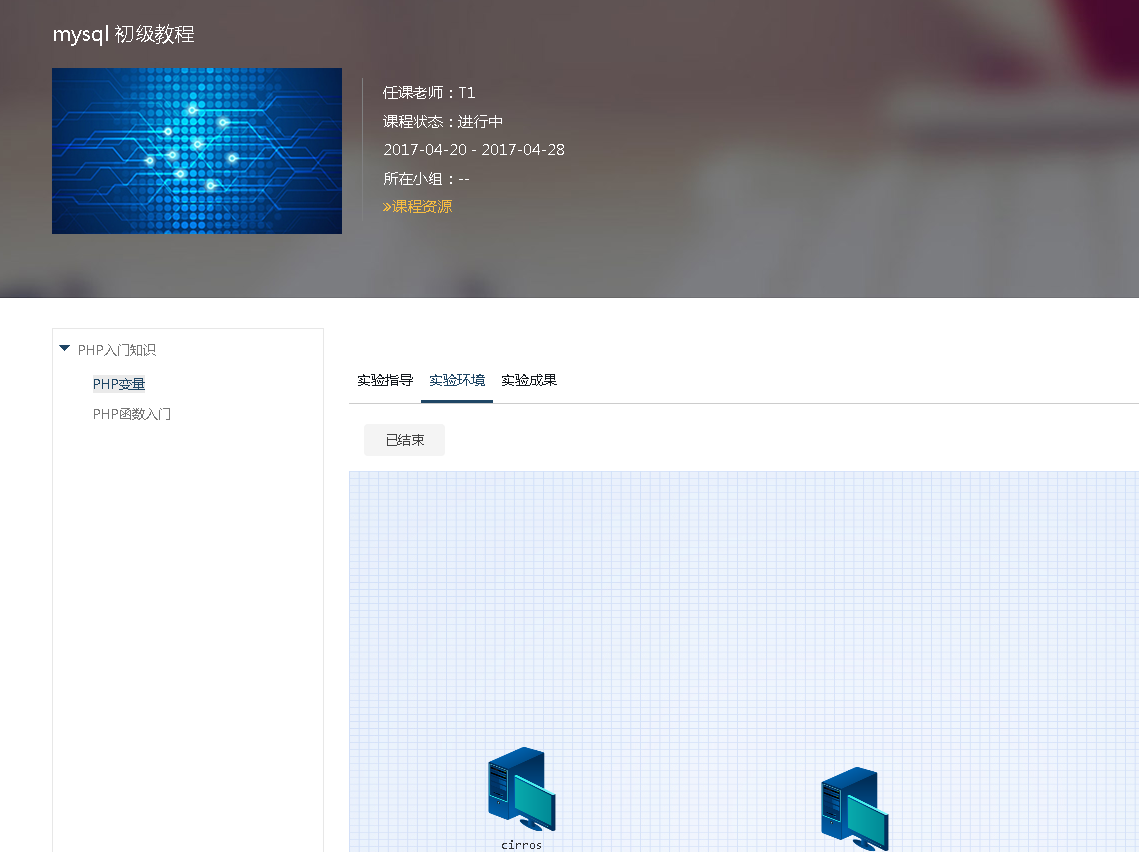 mysql 初级教程
任课老师：T1
课程状态：进行中
2017-04-20 - 2017-04-28
所在小组：--
»课程资源
PHP入门知识
PHP变量
PHP函数入门
实验指导 实验环境 实验成果
已结束
cirros